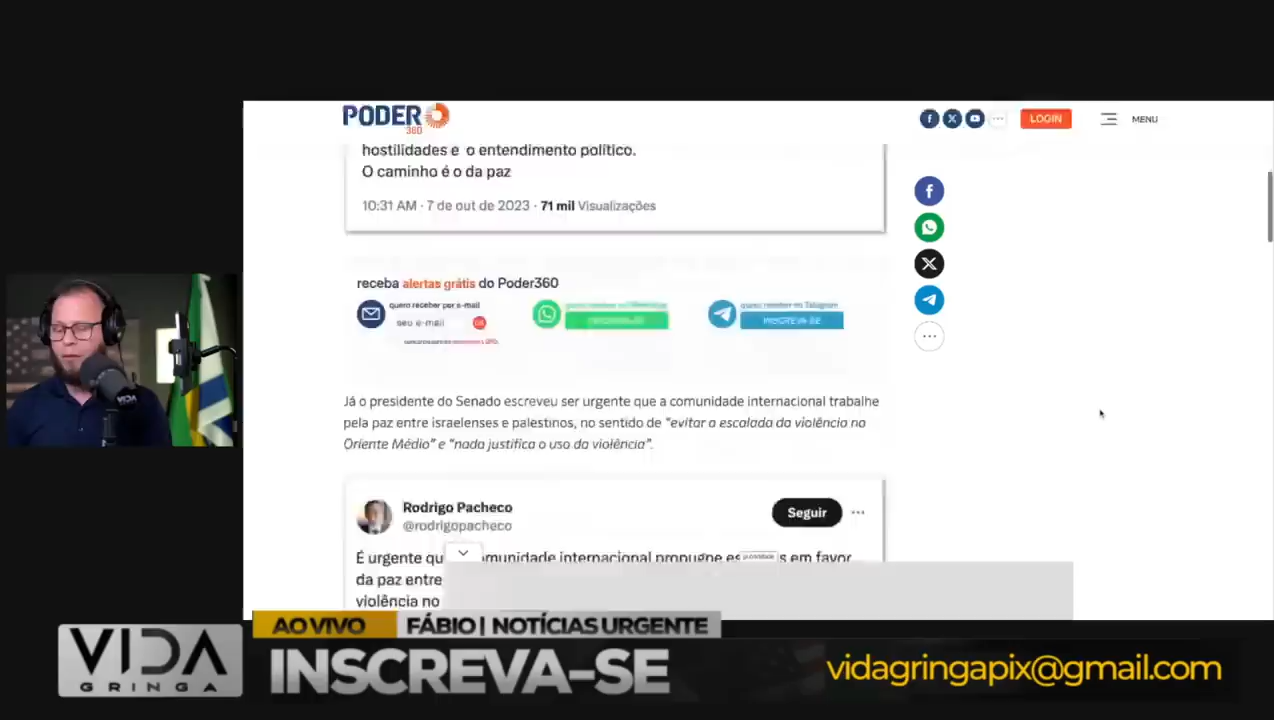 PODER
360
LOGIN
MENU
hostilidades e o entendimento político.
O caminho é o da paz
10:31 AM · 7 de out de 2023 · 71 mil Visualizações
receba alertas grátis do Poder360
quero receber por e-mail
seu e-mail
INSCREVA-SE
Já o presidente do Senado escreveu ser urgente que a comunidade internacional trabalhe
pela paz entre israelenses e palestinos, no sentido de “evitar a escalada da violência no
Oriente Médio” e “nada justifica o uso da violência”.
Rodrigo Pacheco
@rodrigopacheco
Seguir
É urgente qu munidade internacional propugne es s em favor
da paz entre
violência no
AO VIVO
FÁBIO | NOTÍCIAS URGENTE
VIDA
GRINGA
INSCREVA-SE
vidagringapix@gmail.com